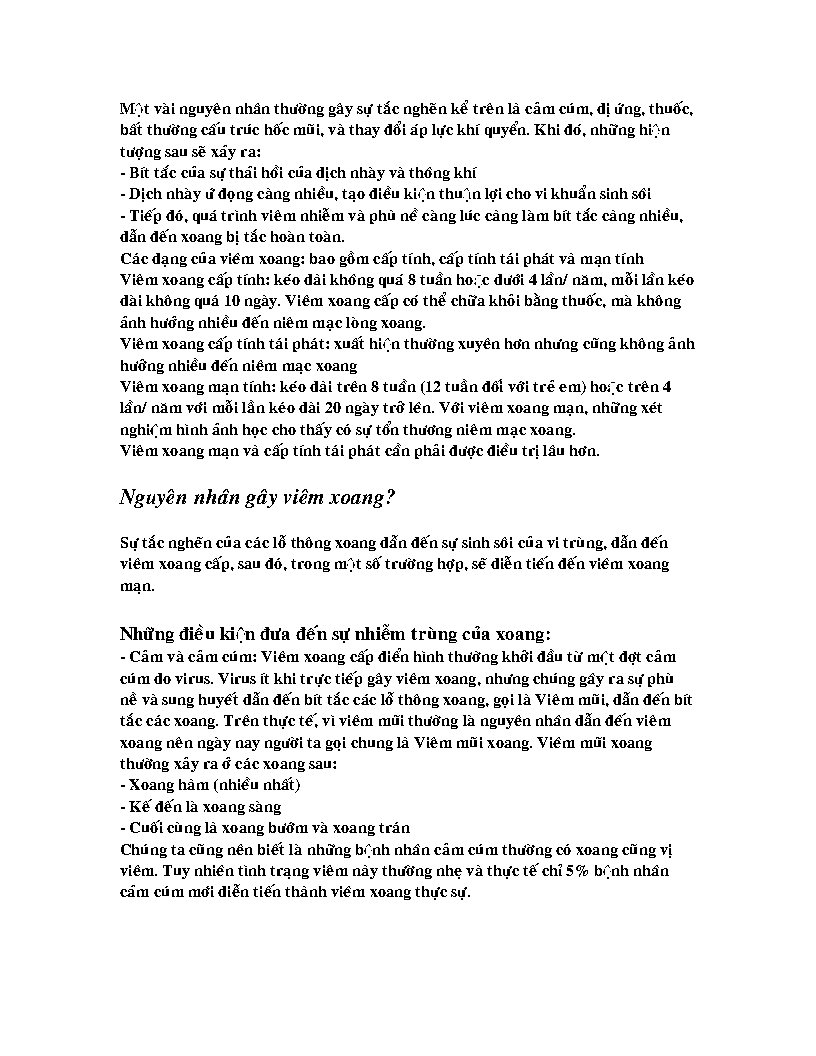 Một vài nguyên nhân thường gây sự tắc nghẽn kể trên là cảm cúm, dị ứng, thuốc,
bất thường cấu trúc hốc mũi, và thay đổi áp lực khí quyển. Khi đó, những hiện
tượng sau sẽ xảy ra:
- Bít tắc của sự thải hồi của dịch nhày và thông khí
- Dịch nhày ứ đọng càng nhiều, tạo điều kiện thuận lợi cho vi khuẩn sinh sôi
- Tiếp đó, quá trình viêm nhiễm và phù nề càng lúc càng làm bít tắc càng nhiều,
dẫn đến xoang bị tắc hoàn toàn.
Các dạng của viêm xoang: bao gồm cấp tính, cấp tính tái phát và mạn tính
Viêm xoang cấp tính: kéo dài không quá 8 tuần hoặc dưới 4 lần/ năm, mỗi lần kéo
dài không quá 10 ngày. Viêm xoang cấp có thể chữa khỏi bằng thuốc, mà không
ảnh hưởng nhiều đến niêm mạc lòng xoang.
Viêm xoang cấp tính tái phát: xuất hiện thường xuyên hơn nhưng cũng không ảnh
hưởng nhiều đến niêm mạc xoang
Viêm xoang mạn tính: kéo dài trên 8 tuần (12 tuần đối với trẻ em) hoặc trên 4
lần/ năm với mỗi lần kéo dài 20 ngày trở lên. Với viêm xoang mạn, những xét
nghiệm hình ảnh học cho thấy có sự tổn thương niêm mạc xoang.
Viêm xoang mạn và cấp tính tái phát cần phải được điều trị lâu hơn.
Nguyên nhân gây viêm xoang?
Sự tắc nghẽn của các lỗ thông xoang dẫn đến sự sinh sôi của vi trùng, dẫn đến
viêm xoang cấp, sau đó, trong một số trường hợp, sẽ diễn tiến đến viêm xoang
mạn.
Những điều kiện đưa đến sự nhiễm trùng của xoang:
- Cảm và cảm cúm: Viêm xoang cấp điển hình thường khởi đầu từ một đợt cảm
cúm do virus. Virus ít khi trực tiếp gây viêm xoang, nhưng chúng gây ra sự phù
nề và sung huyết dẫn đến bít tắc các lỗ thông xoang, gọi là Viêm mũi, dẫn đến bít
tắc các xoang. Trên thực tế, vì viêm mũi thường là nguyên nhân dẫn đến viêm
xoang nên ngày nay người ta gọi chung là Viêm mũi xoang. Viêm mũi xoang
thường xảy ra ở các xoang sau:
- Xoang hàm (nhiều nhất)
- Kế đến là xoang sàng
- Cuối cùng là xoang bướm và xoang trán
Chúng ta cũng nên biết là những bệnh nhân cảm cúm thường có xoang cũng vị
viêm. Tuy nhiên tình trạng viêm này thường nhẹ và thực tế chỉ 5% bệnh nhân
cảm cúm mới diễn tiến thành viêm xoang thực sự.